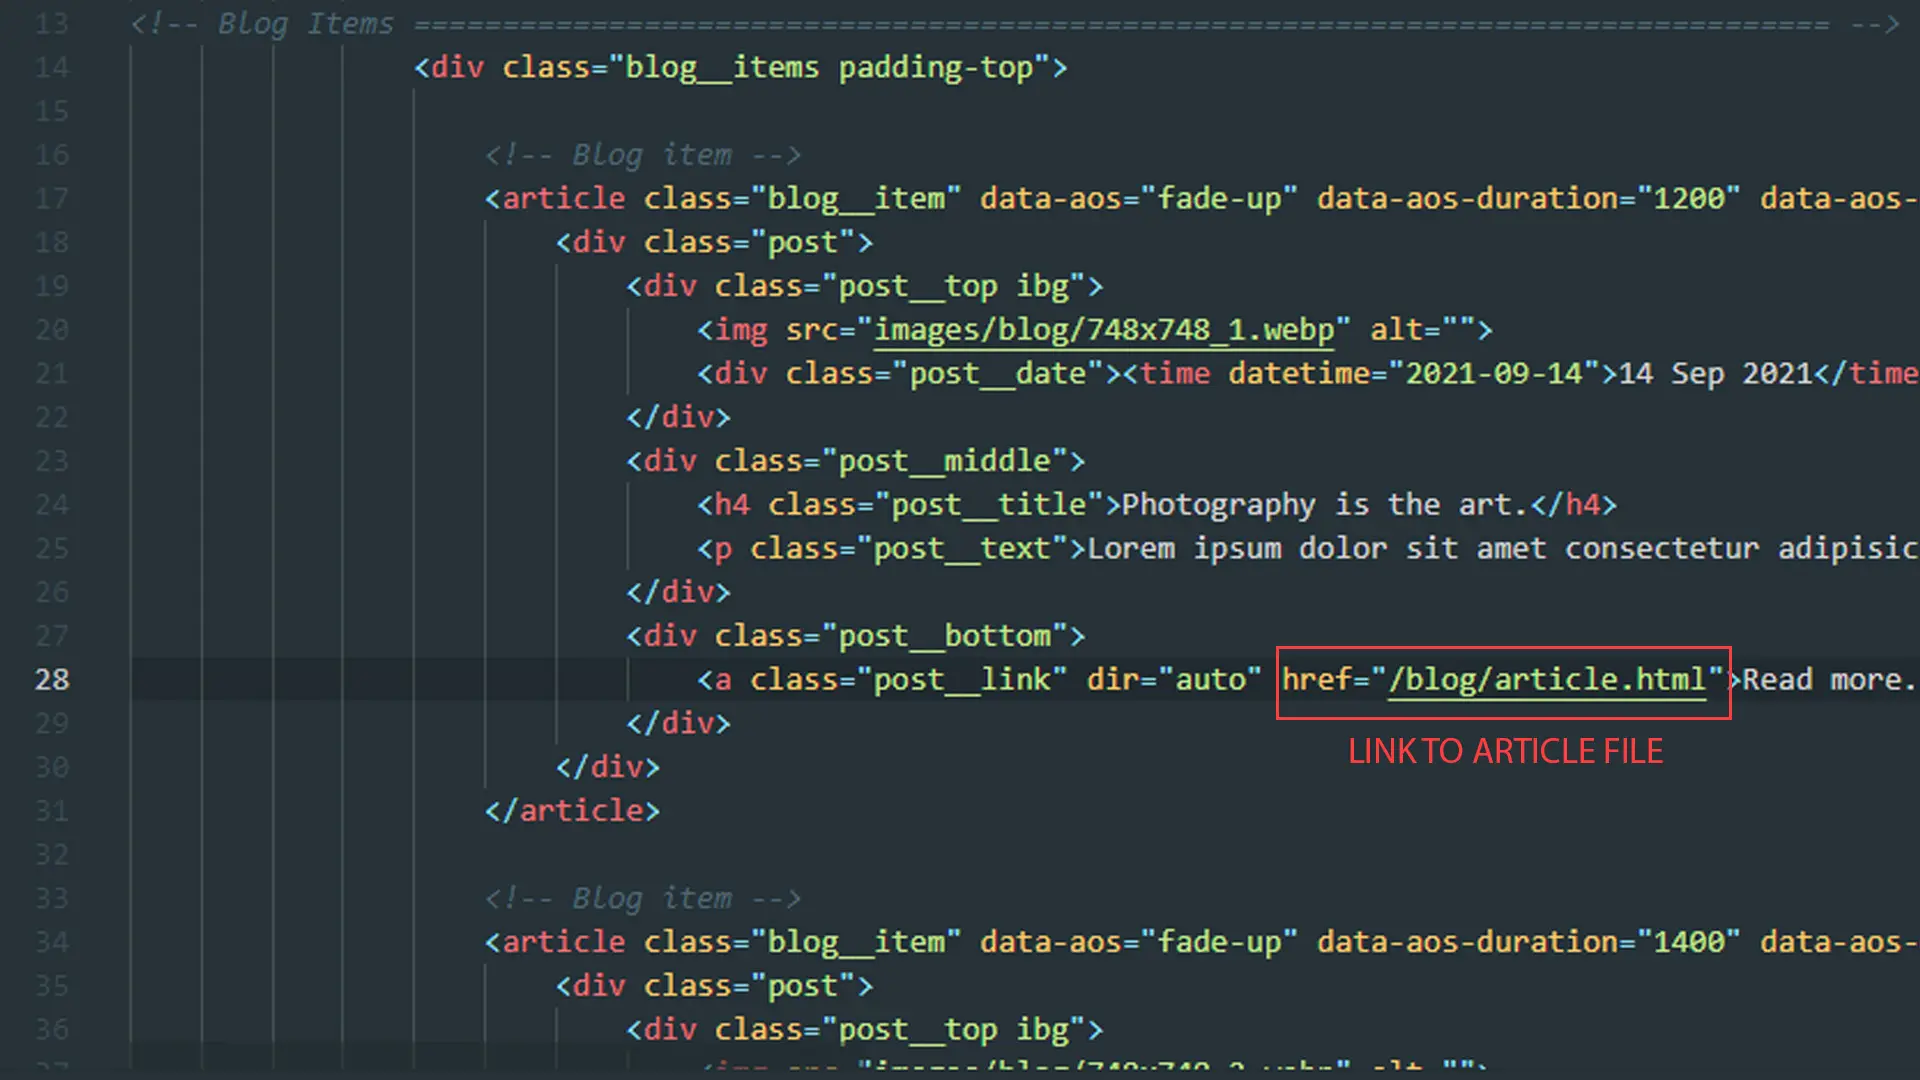 13 <!-- Blog Items ================================================================================ -->
14 <div class="blog__items padding-top">
15
16 <!-- Blog item -->
17 <article class="blog__item" data-aos="fade-up" data-aos-duration="1200" data-aos-
18 <div class="post">
19 <div class="post__top ibg">
20 <img src="images/blog/748x748_1.webp" alt="">
21 <div class="post__date"><time datetime="2021-09-14">14 Sep 2021</time
22 </div>
23 <div class="post__middle">
24 <h4 class="post__title">Photography is the art.</h4>
25 <p class="post__text">Lorem ipsum dolor sit amet consectetur adipisic
26 </div>
27 <div class="post__bottom">
28 <a class="post__link" dir="auto" href="/blog/article.html">Read more.
LINK TO ARTICLE FILE
29 </div>
30 </div>
31 </article>
32
33 <!-- Blog item -->
34 <article class="blog__item" data-aos="fade-up" data-aos-duration="1400" data-aos-
35 <div class="post">
36 <div class="post__top ibg">